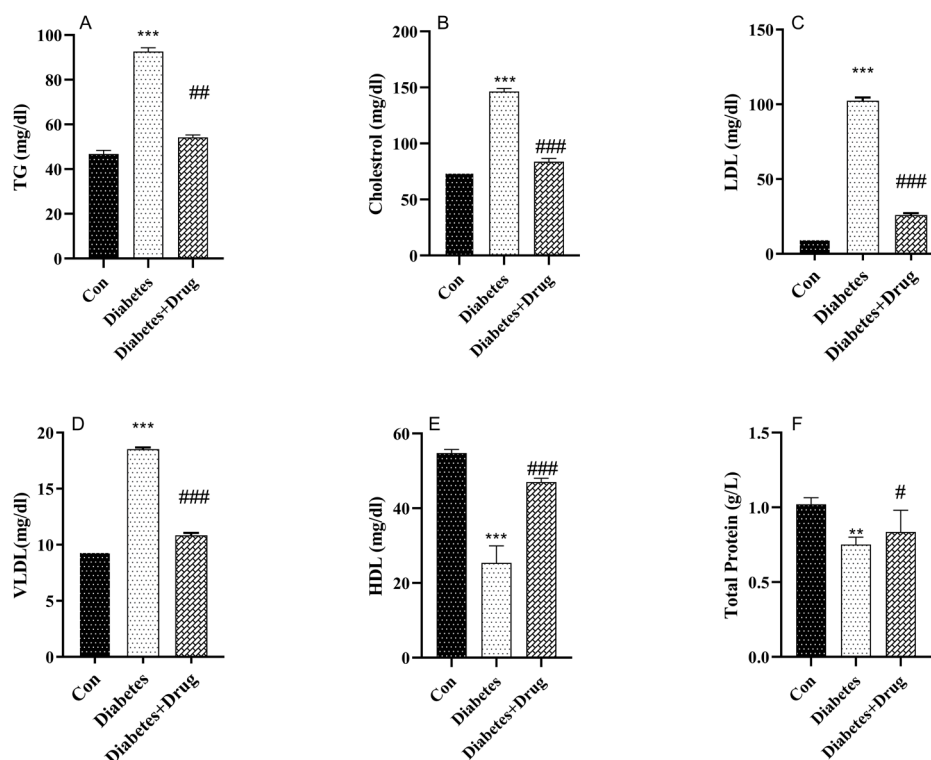 A
TG (mg/dl)
100
80
60
40
20
0
***
##
Con
Diabetes
Diabetes+Drug
B
Cholestrol (mg/dl)
200
150
100
50
0
***
###
Con
Diabetes
Diabetes+Drug
C
LDL (mg/dl)
150
100
50
0
***
###
Con
Diabetes
Diabetes+Drug
D
VLDL(mg/dl)
20
15
10
5
0
***
###
Con
Diabetes
Diabetes+Drug
E
HDL (mg/dl)
60
40
20
0
***
###
Con
Diabetes
Diabetes+Drug
F
Total Protein (g/L)
1.5
1.0
0.5
0.0
**
#
Con
Diabetes
Diabetes+Drug